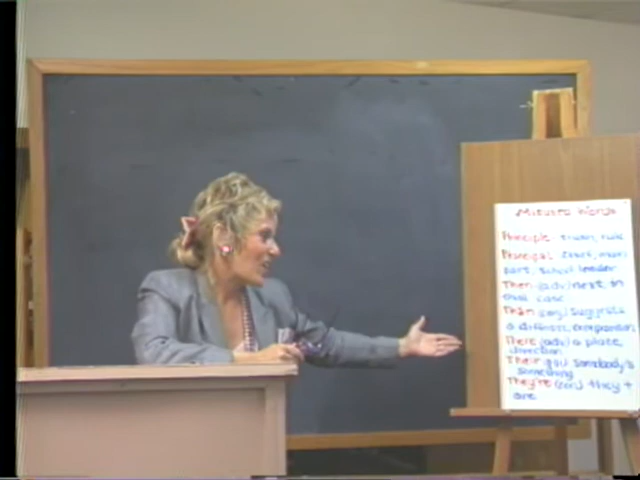 Misused Words
Principle truth, rule
Principal chief, main
part, school leader
Then (adv) next, in
that case
Than (conj) suggests
a different, comparison
There (adv) a place,
direction
Their somebody's
something
They're (con) they +
are